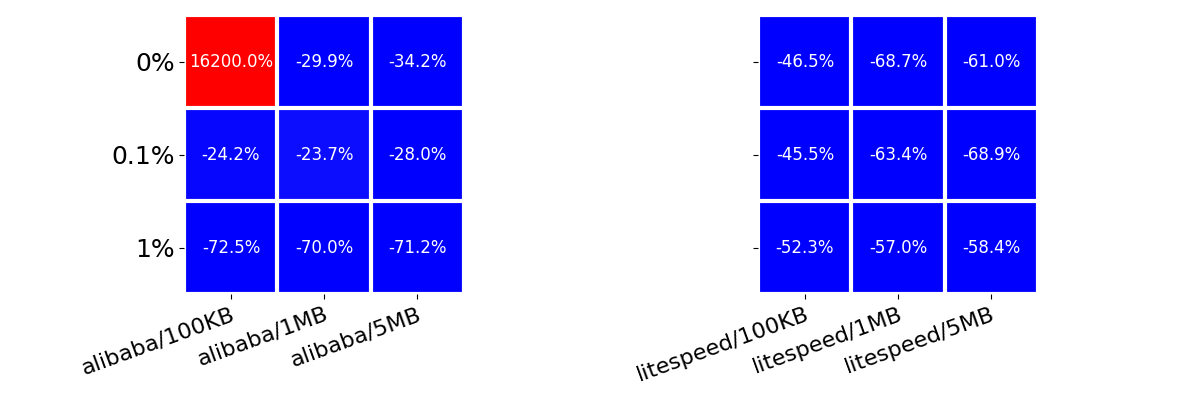 0% 16200.0% -29.9% -34.2% -46.5% -68.7% -61.0%
0.1% -24.2% -23.7% -28.0% -45.5% -63.4% -68.9%
1% -72.5% -70.0% -71.2% -52.3% -57.0% -58.4%
alibaba/100KB alibaba/1MB alibaba/5MB litespeed/100KB litespeed/1MB litespeed/5MB